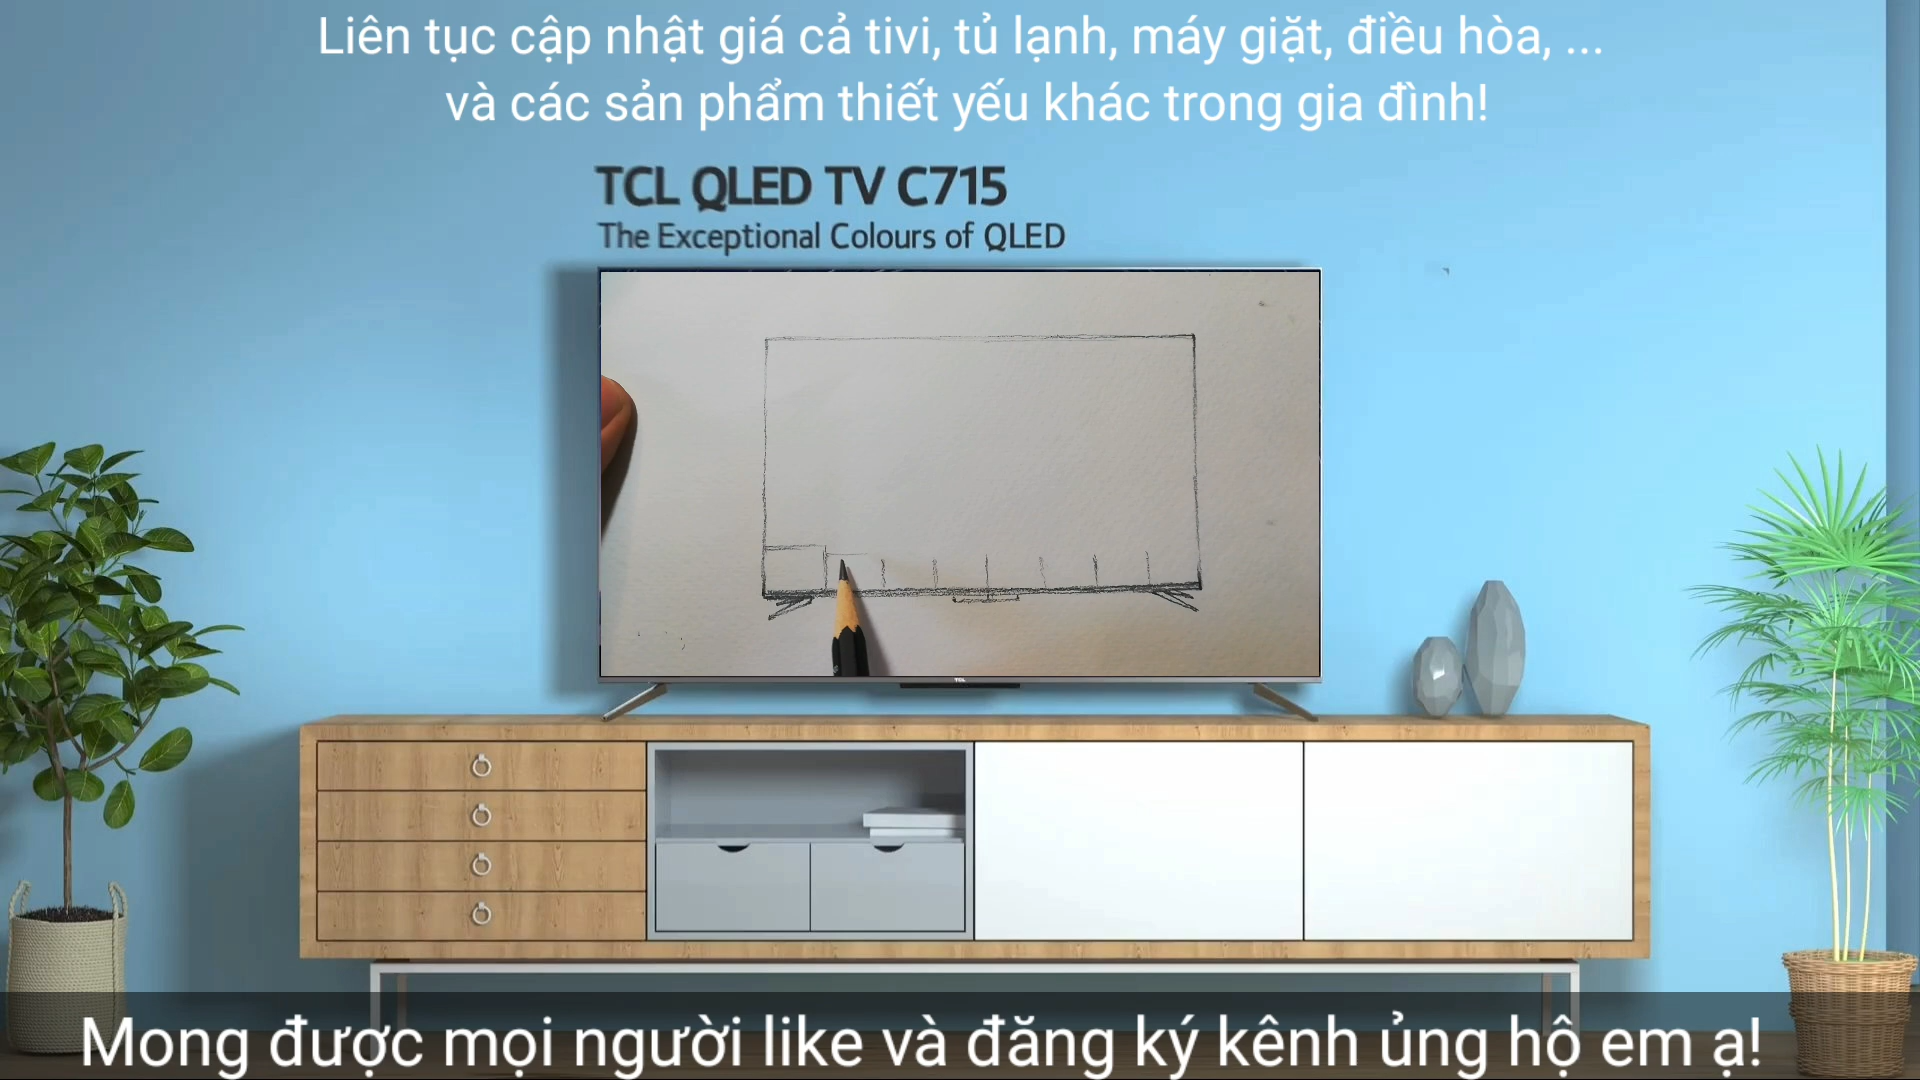 Liên tục cập nhật giá cả tivi, tủ lạnh, máy giặt, điều hòa, ...
và các sản phẩm thiết yếu khác trong gia đình!
TCL QLED TV C715
The Exceptional Colours of QLED
TCL
Mong được mọi người like và đăng ký kênh ủng hộ em ạ!